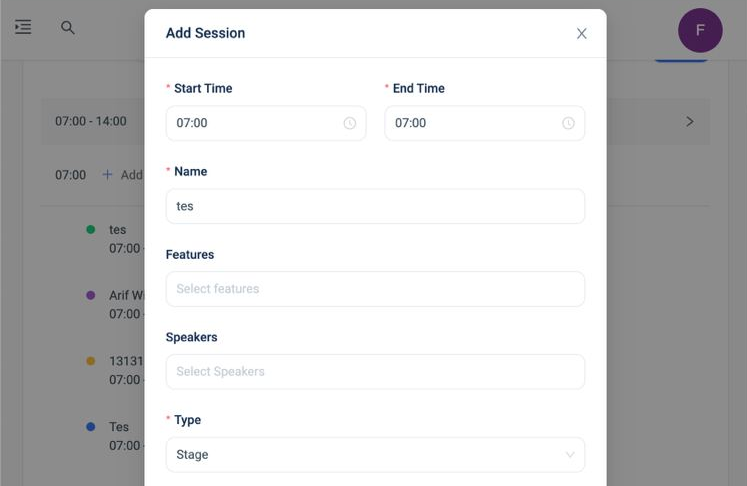 Add Session
F
* Start Time
* End Time
07:00
07:00
* Name
tes
Features
Select features
Speakers
Select Speakers
* Type
Stage
07:00 - 14:00
07:00
+ Add
tes
07:00
Arif
07:00
13131
07:00
Tes
07:00